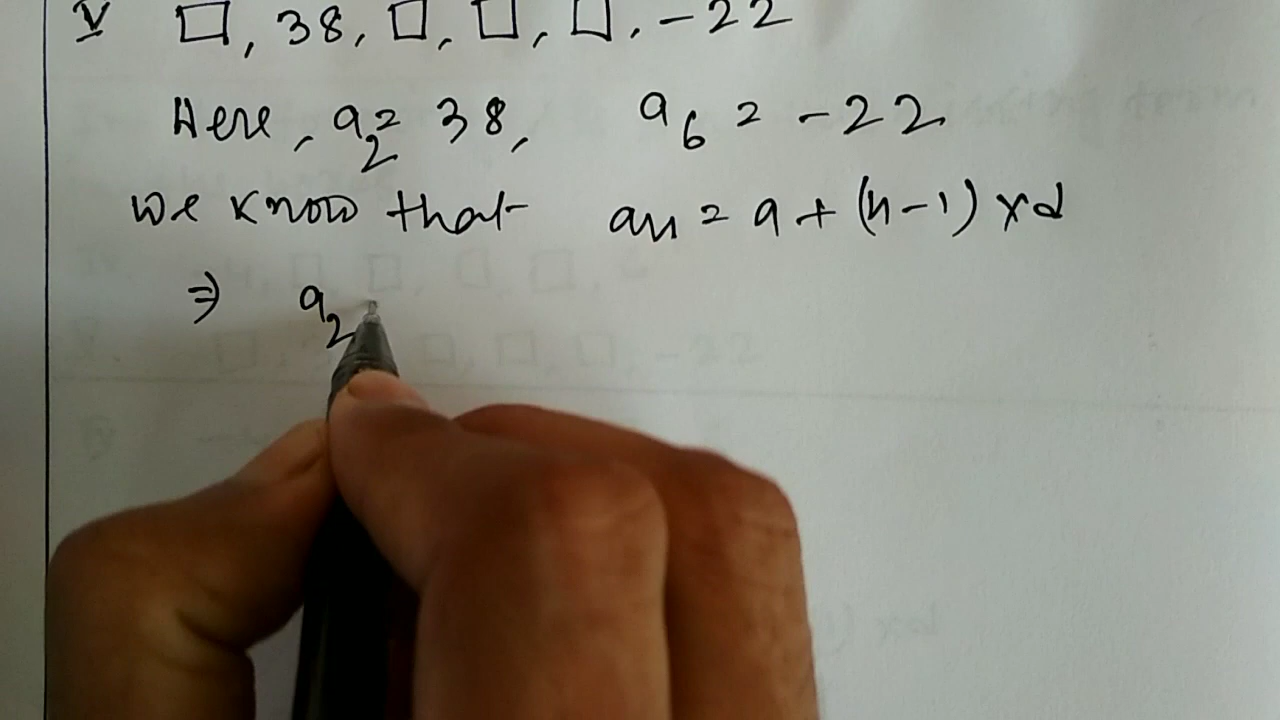 V □, 38, □, □, □, -22
Here, a₂ = 38, a₆ = -22
We know that an = a + (n-1) x d
⇒ a₂